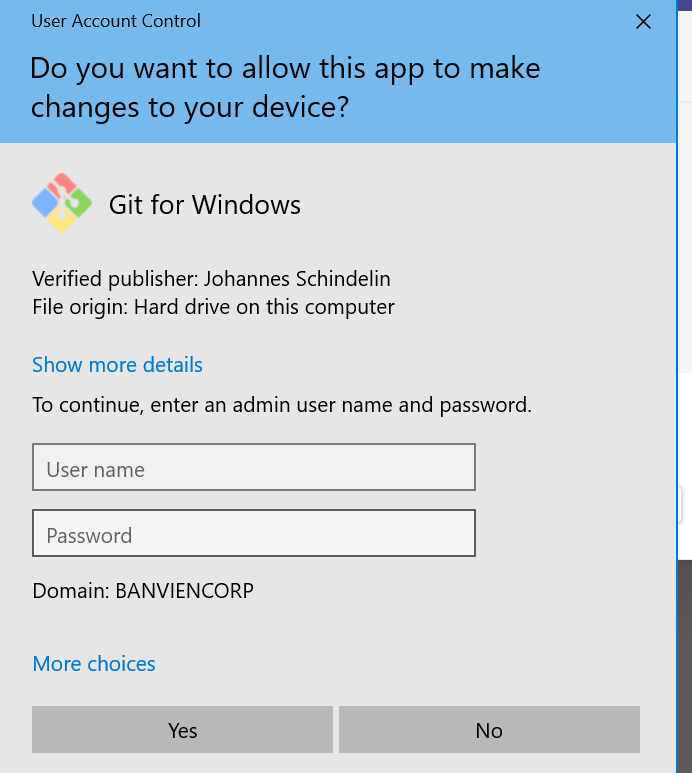 User Account Control
Do you want to allow this app to make
changes to your device?
Git for Windows
Verified publisher: Johannes Schindelin
File origin: Hard drive on this computer
Show more details
To continue, enter an admin user name and password.
User name
Password
Domain: BANVIENCORP
More choices
Yes
No